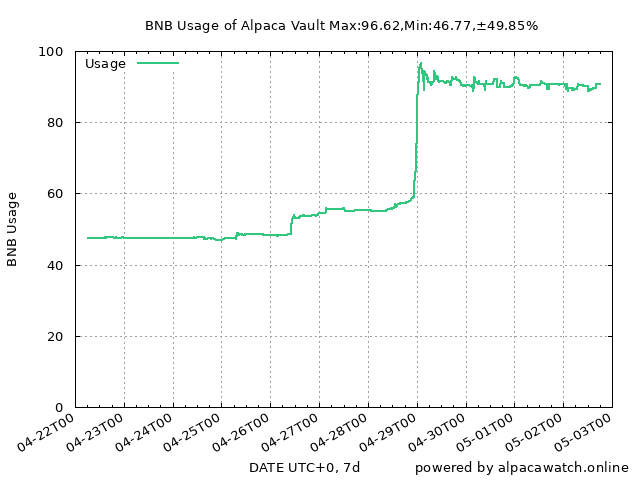 BNB Usage of Alpaca Vault Max:96.62,Min:46.77,±49.85%
Usage
100
80
60
40
20
0
BNB Usage
04-22T00
04-23T00
04-24T00
04-25T00
04-26T00
04-27T00
04-28T00
04-29T00
04-30T00
05-01T00
05-02T00
05-03T00
DATE UTC+0, 7d
powered by alpacawatch.online